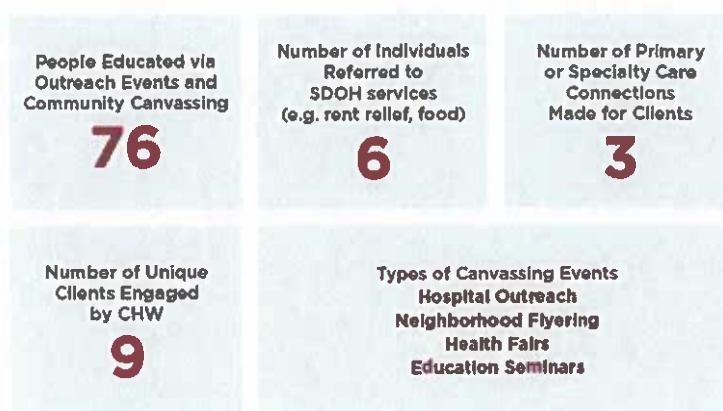 People Educated via
Outreach Events and
Community Canvassing
76
Number of Individuals
Referred to
SDOH services
(e.g. rent relief, food)
6
Number of Primary
or Specialty Care
Connections
Made for Clients
3
Number of Unique
Clients Engaged
by CHW
9
Types of Canvassing Events
Hospital Outreach
Neighborhood Flyering
Health Fairs
Education Seminars